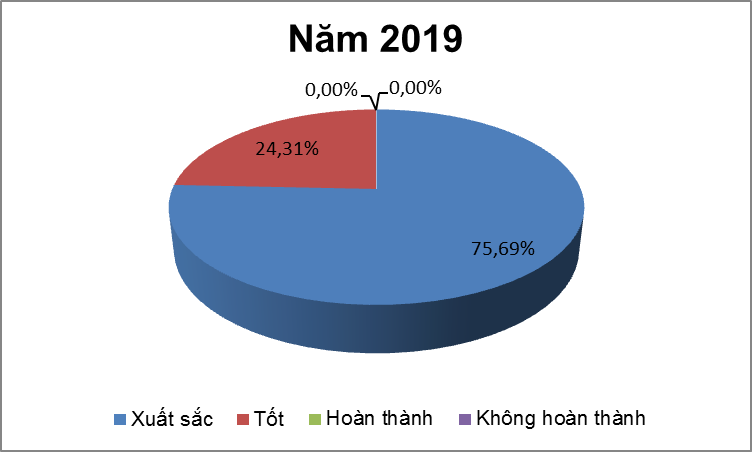 Năm 2019
0,00% 0,00%
24,31%
75,69%
Xuất sắc Tốt Hoàn thành Không hoàn thành